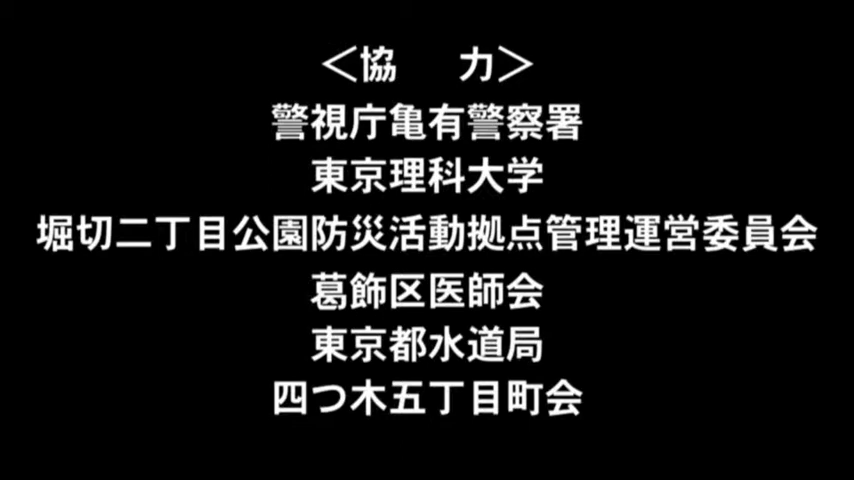 ＜協　力＞
警視庁亀有警察署
東京理科大学
堀切二丁目公園防災活動拠点管理運営委員会
葛飾区医師会
東京都水道局
四つ木五丁目町会